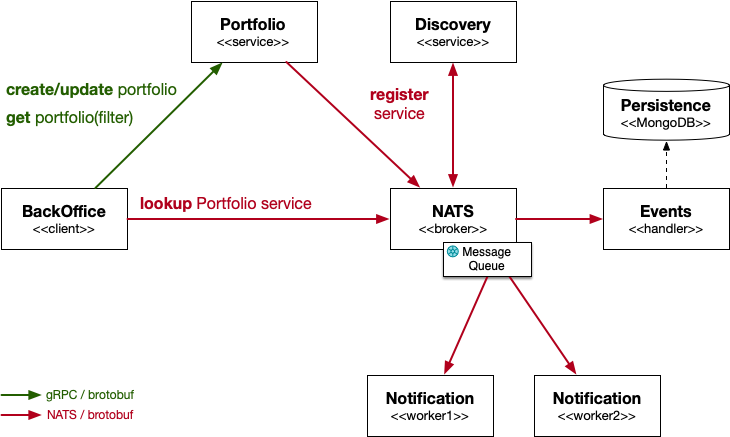 Portfolio
<<service>>
Discovery
<<service>>
create/update portfolio
get portfolio(filter)
register
service
Persistence
<<MongoDB>>
BackOffice
<<client>>
lookup Portfolio service
NATS
<<broker>>
Events
<<handler>>
Message
Queue
Notification
<<worker1>>
Notification
<<worker2>>
gRPC / brotobuf
NATS / brotobuf